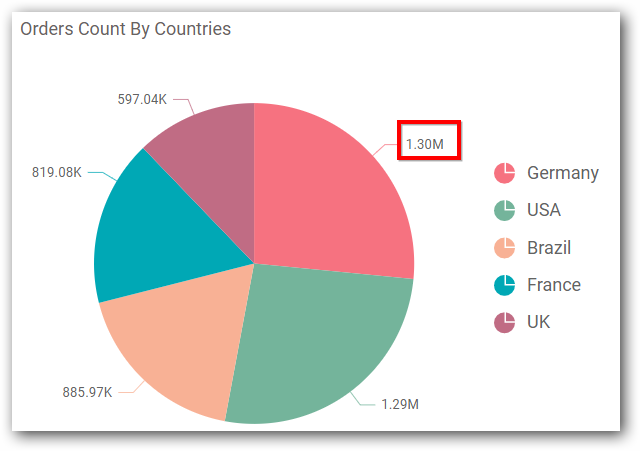 Orders Count By Countries
597.04K
1.30M
819.08K
885.97K
1.29M
Germany
USA
Brazil
France
UK